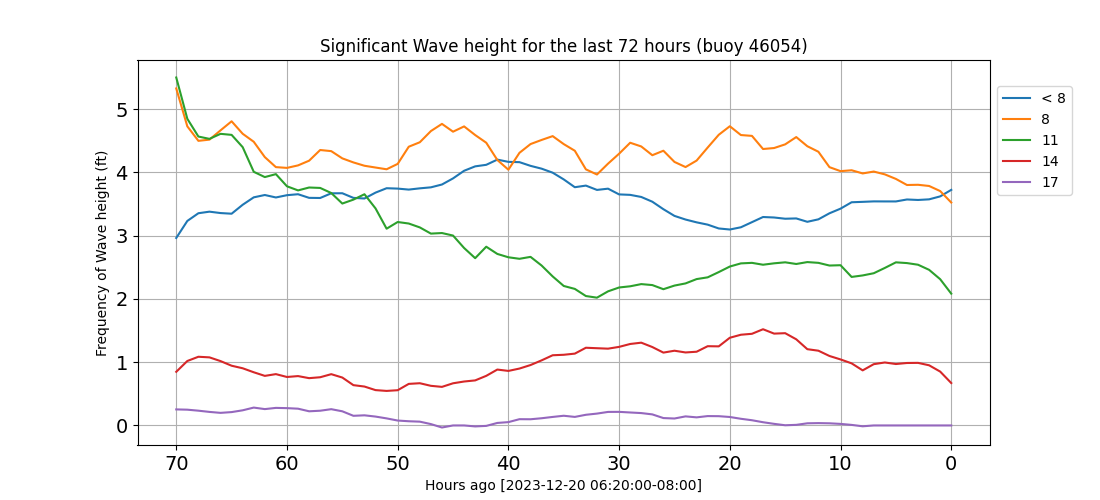 Significant Wave height for the last 72 hours (buoy 46054)
Frequency of Wave height (ft)
5
4
3
2
1
0
70 60 50 40 30 20 10 0
Hours ago [2023-12-20 06:20:00-08:00]
< 8
8
11
14
17